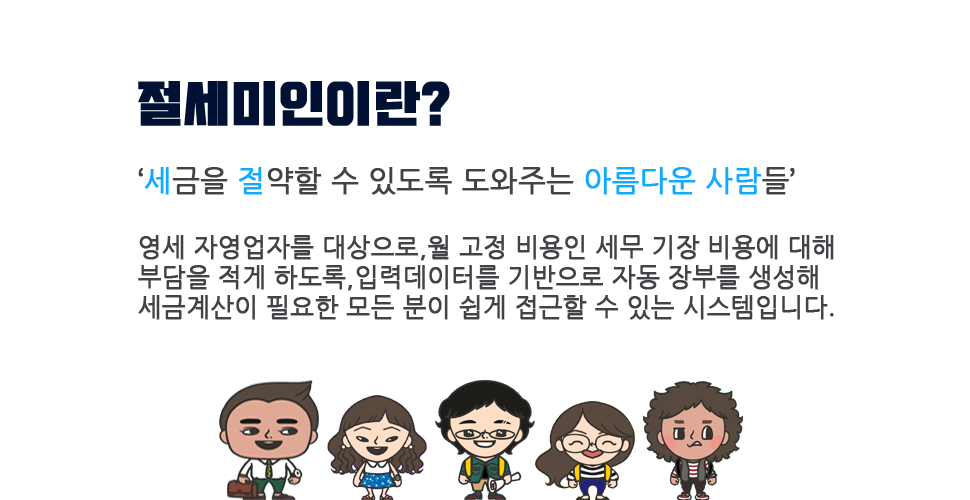 절세미인이란?
‘세금을 절약할 수 있도록 도와주는 아름다운 사람들’
영세 자영업자를 대상으로,월 고정 비용인 세무 기장 비용에 대해
부담을 적게 하도록,입력데이터를 기반으로 자동 장부를 생성해
세금계산이 필요한 모든 분이 쉽게 접근할 수 있는 시스템입니다.